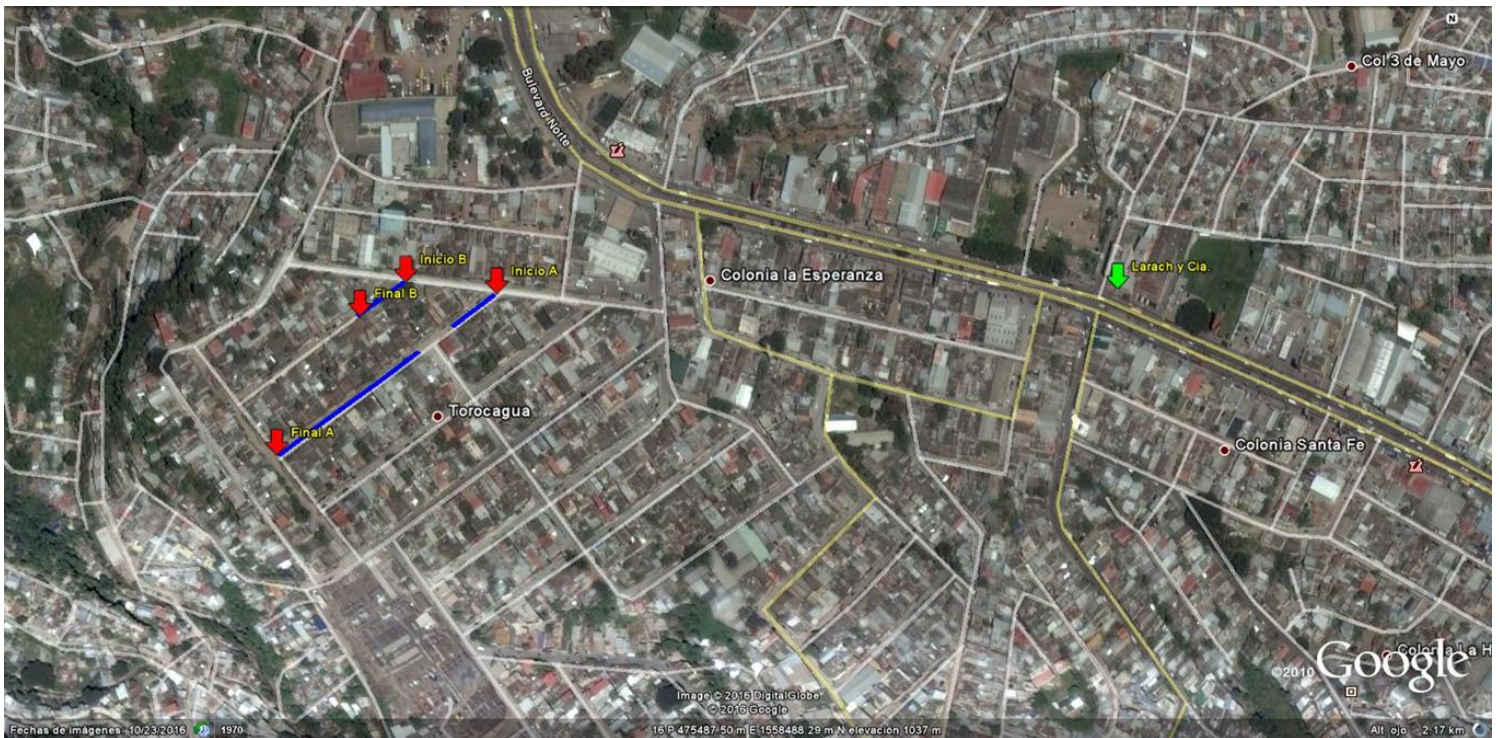 N
Col 3 de Mayo
Bulevard Norte
Inicio B
Inicio A
Larach y Cia.
Colonia la Esperanza
Final B
Torocagua
Final A
Colonia Santa Fe
Colonia La H
©2010 Google
Image © 2016 DigitalGlobe
© 2016 Google
Fechas de imágenes: 10/23/2016 1970
16 P 475487.50 m E 1558488.29 m N elevación 1037 m
Alt. ojo 2.17 km